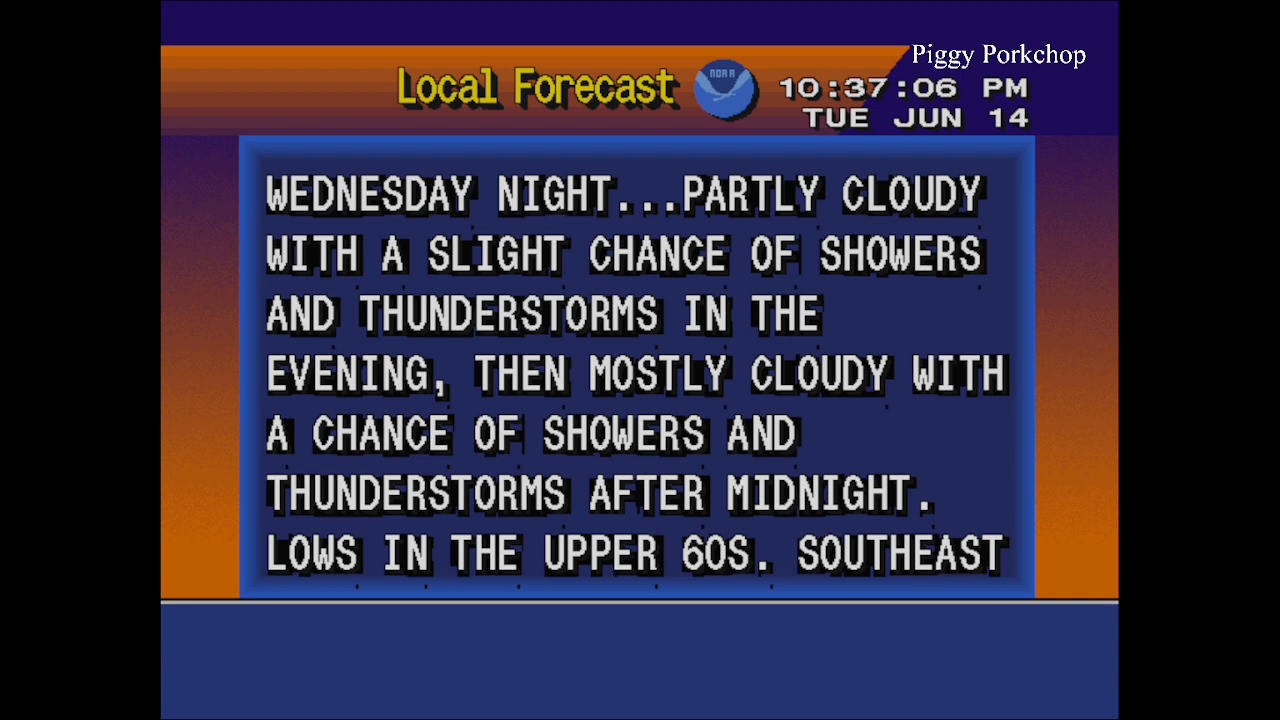 Piggy Porkchop
Local Forecast
NOAA
10:37:06 PM
TUE JUN 14
WEDNESDAY NIGHT...PARTLY CLOUDY
WITH A SLIGHT CHANCE OF SHOWERS
AND THUNDERSTORMS IN THE
EVENING, THEN MOSTLY CLOUDY WITH
A CHANCE OF SHOWERS AND
THUNDERSTORMS AFTER MIDNIGHT.
LOWS IN THE UPPER 60S. SOUTHEAST